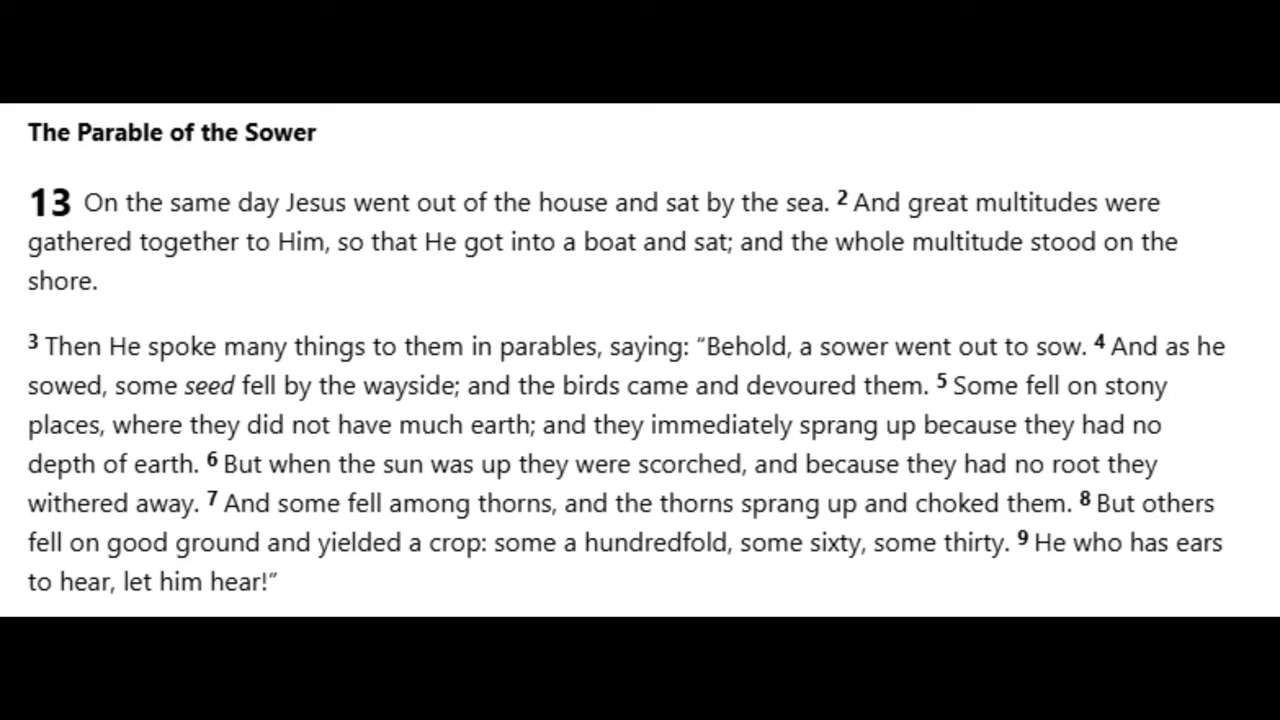 The Parable of the Sower
13 On the same day Jesus went out of the house and sat by the sea. 2 And great multitudes were
gathered together to Him, so that He got into a boat and sat; and the whole multitude stood on the
shore.
3 Then He spoke many things to them in parables, saying: “Behold, a sower went out to sow. 4 And as he
sowed, some seed fell by the wayside; and the birds came and devoured them. 5 Some fell on stony
places, where they did not have much earth; and they immediately sprang up because they had no
depth of earth. 6 But when the sun was up they were scorched, and because they had no root they
withered away. 7 And some fell among thorns, and the thorns sprang up and choked them. 8 But others
fell on good ground and yielded a crop: some a hundredfold, some sixty, some thirty. 9 He who has ears
to hear, let him hear!”